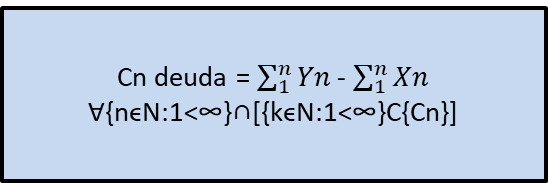 Cn deuda = ∑₁ⁿ Yn - ∑₁ⁿ Xn
∀{nϵN:1<∞}∩[{kϵN:1<∞}C{Cn}]